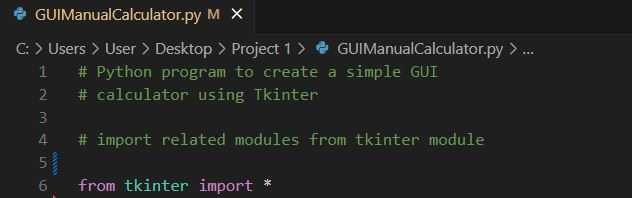 GUIManualCalculator.py M
C: > Users > User > Desktop > Project 1 > GUIManualCalculator.py > ...
1 # Python program to create a simple GUI
2 # calculator using Tkinter
3
4 # import related modules from tkinter module
5
6 from tkinter import *